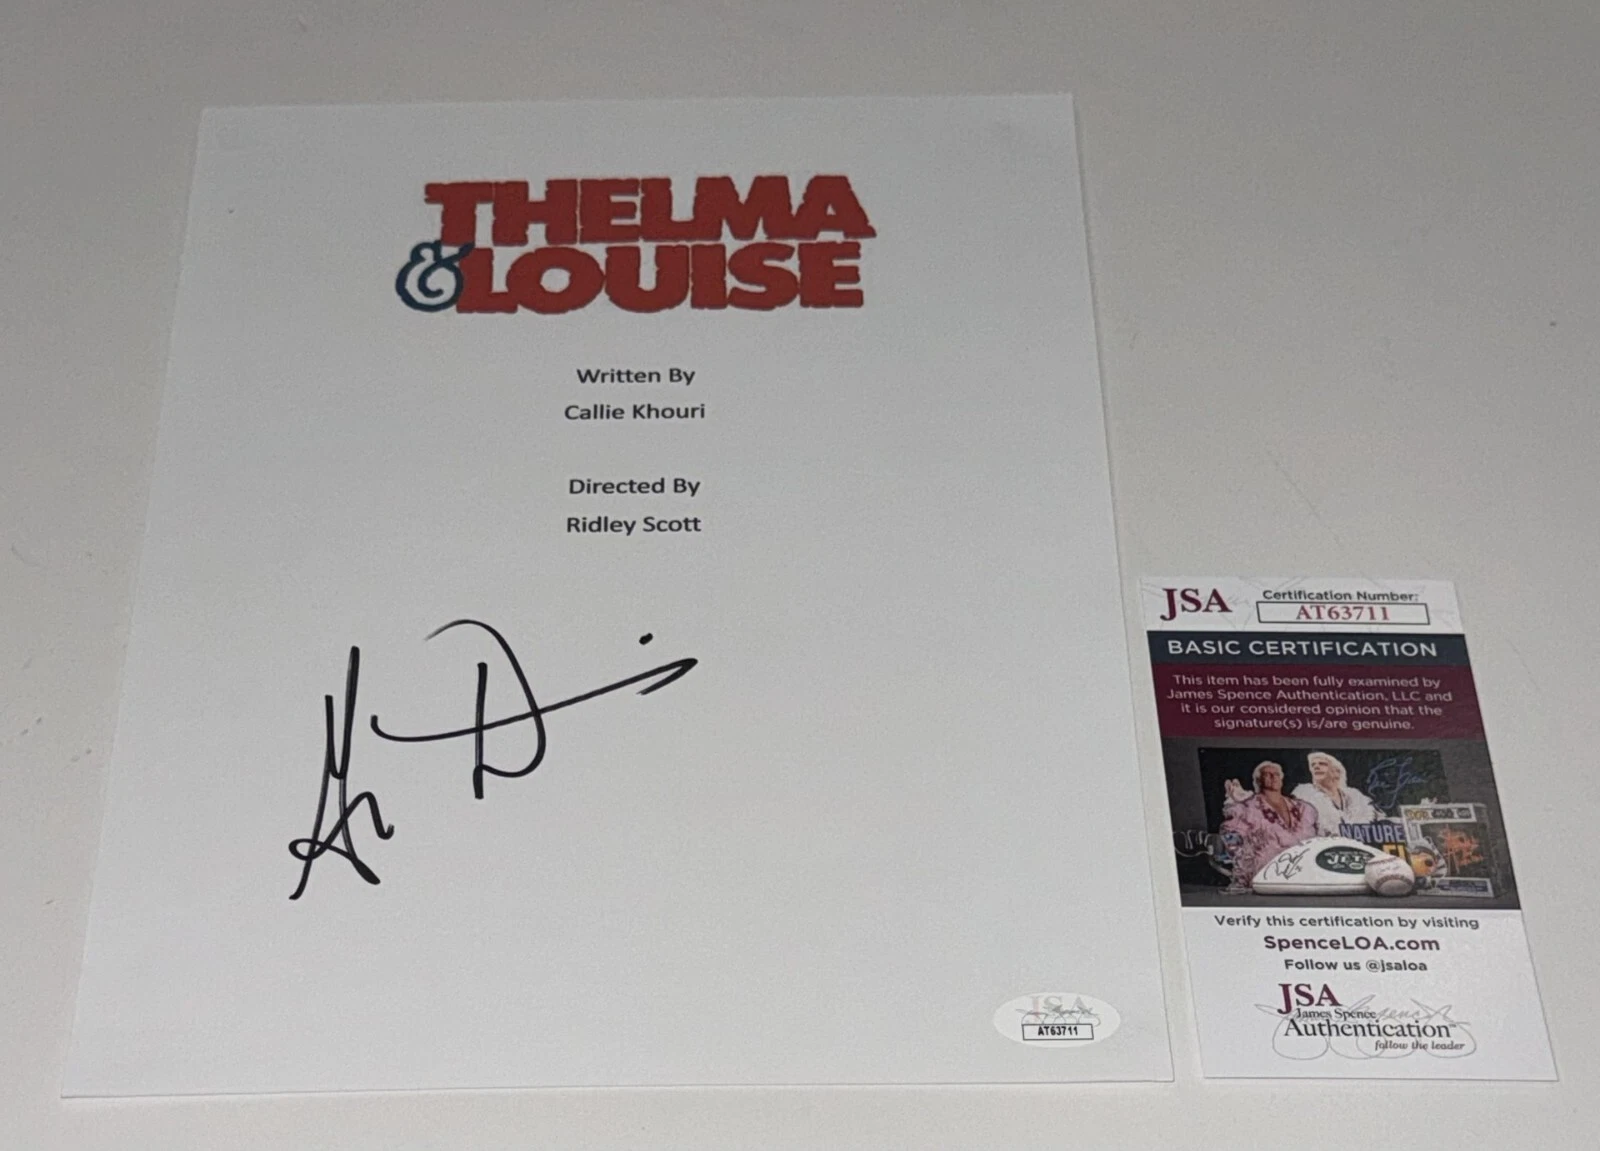 THELMA
& LOUISE
Written By
Callie Khouri
Directed By
Ridley Scott
JSA
AT63711
JSA
Certification Number:
AT63711
BASIC CERTIFICATION
This item has been fully examined by
James Spence Authentication, LLC and
it is our considered opinion that the
signature(s) is/are genuine.
NATURE
JETS
Verify this certification by visiting
SpenceLOA.com
Follow us @jsaloa
JSA
James Spence
Authentication
follow the leader